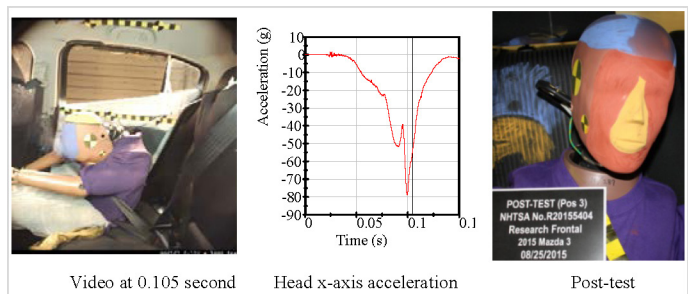 Acceleration (g)
10
0
-10
-20
-30
-40
-50
-60
-70
-80
-90
0
0.05
0.1
0.1
Time (s)
POST-TEST (Pos 3)
NHTSA No.R20155404
Research Frontal
2015 Mazda 3
08/25/2015
Video at 0.105 second
Head x-axis acceleration
Post-test